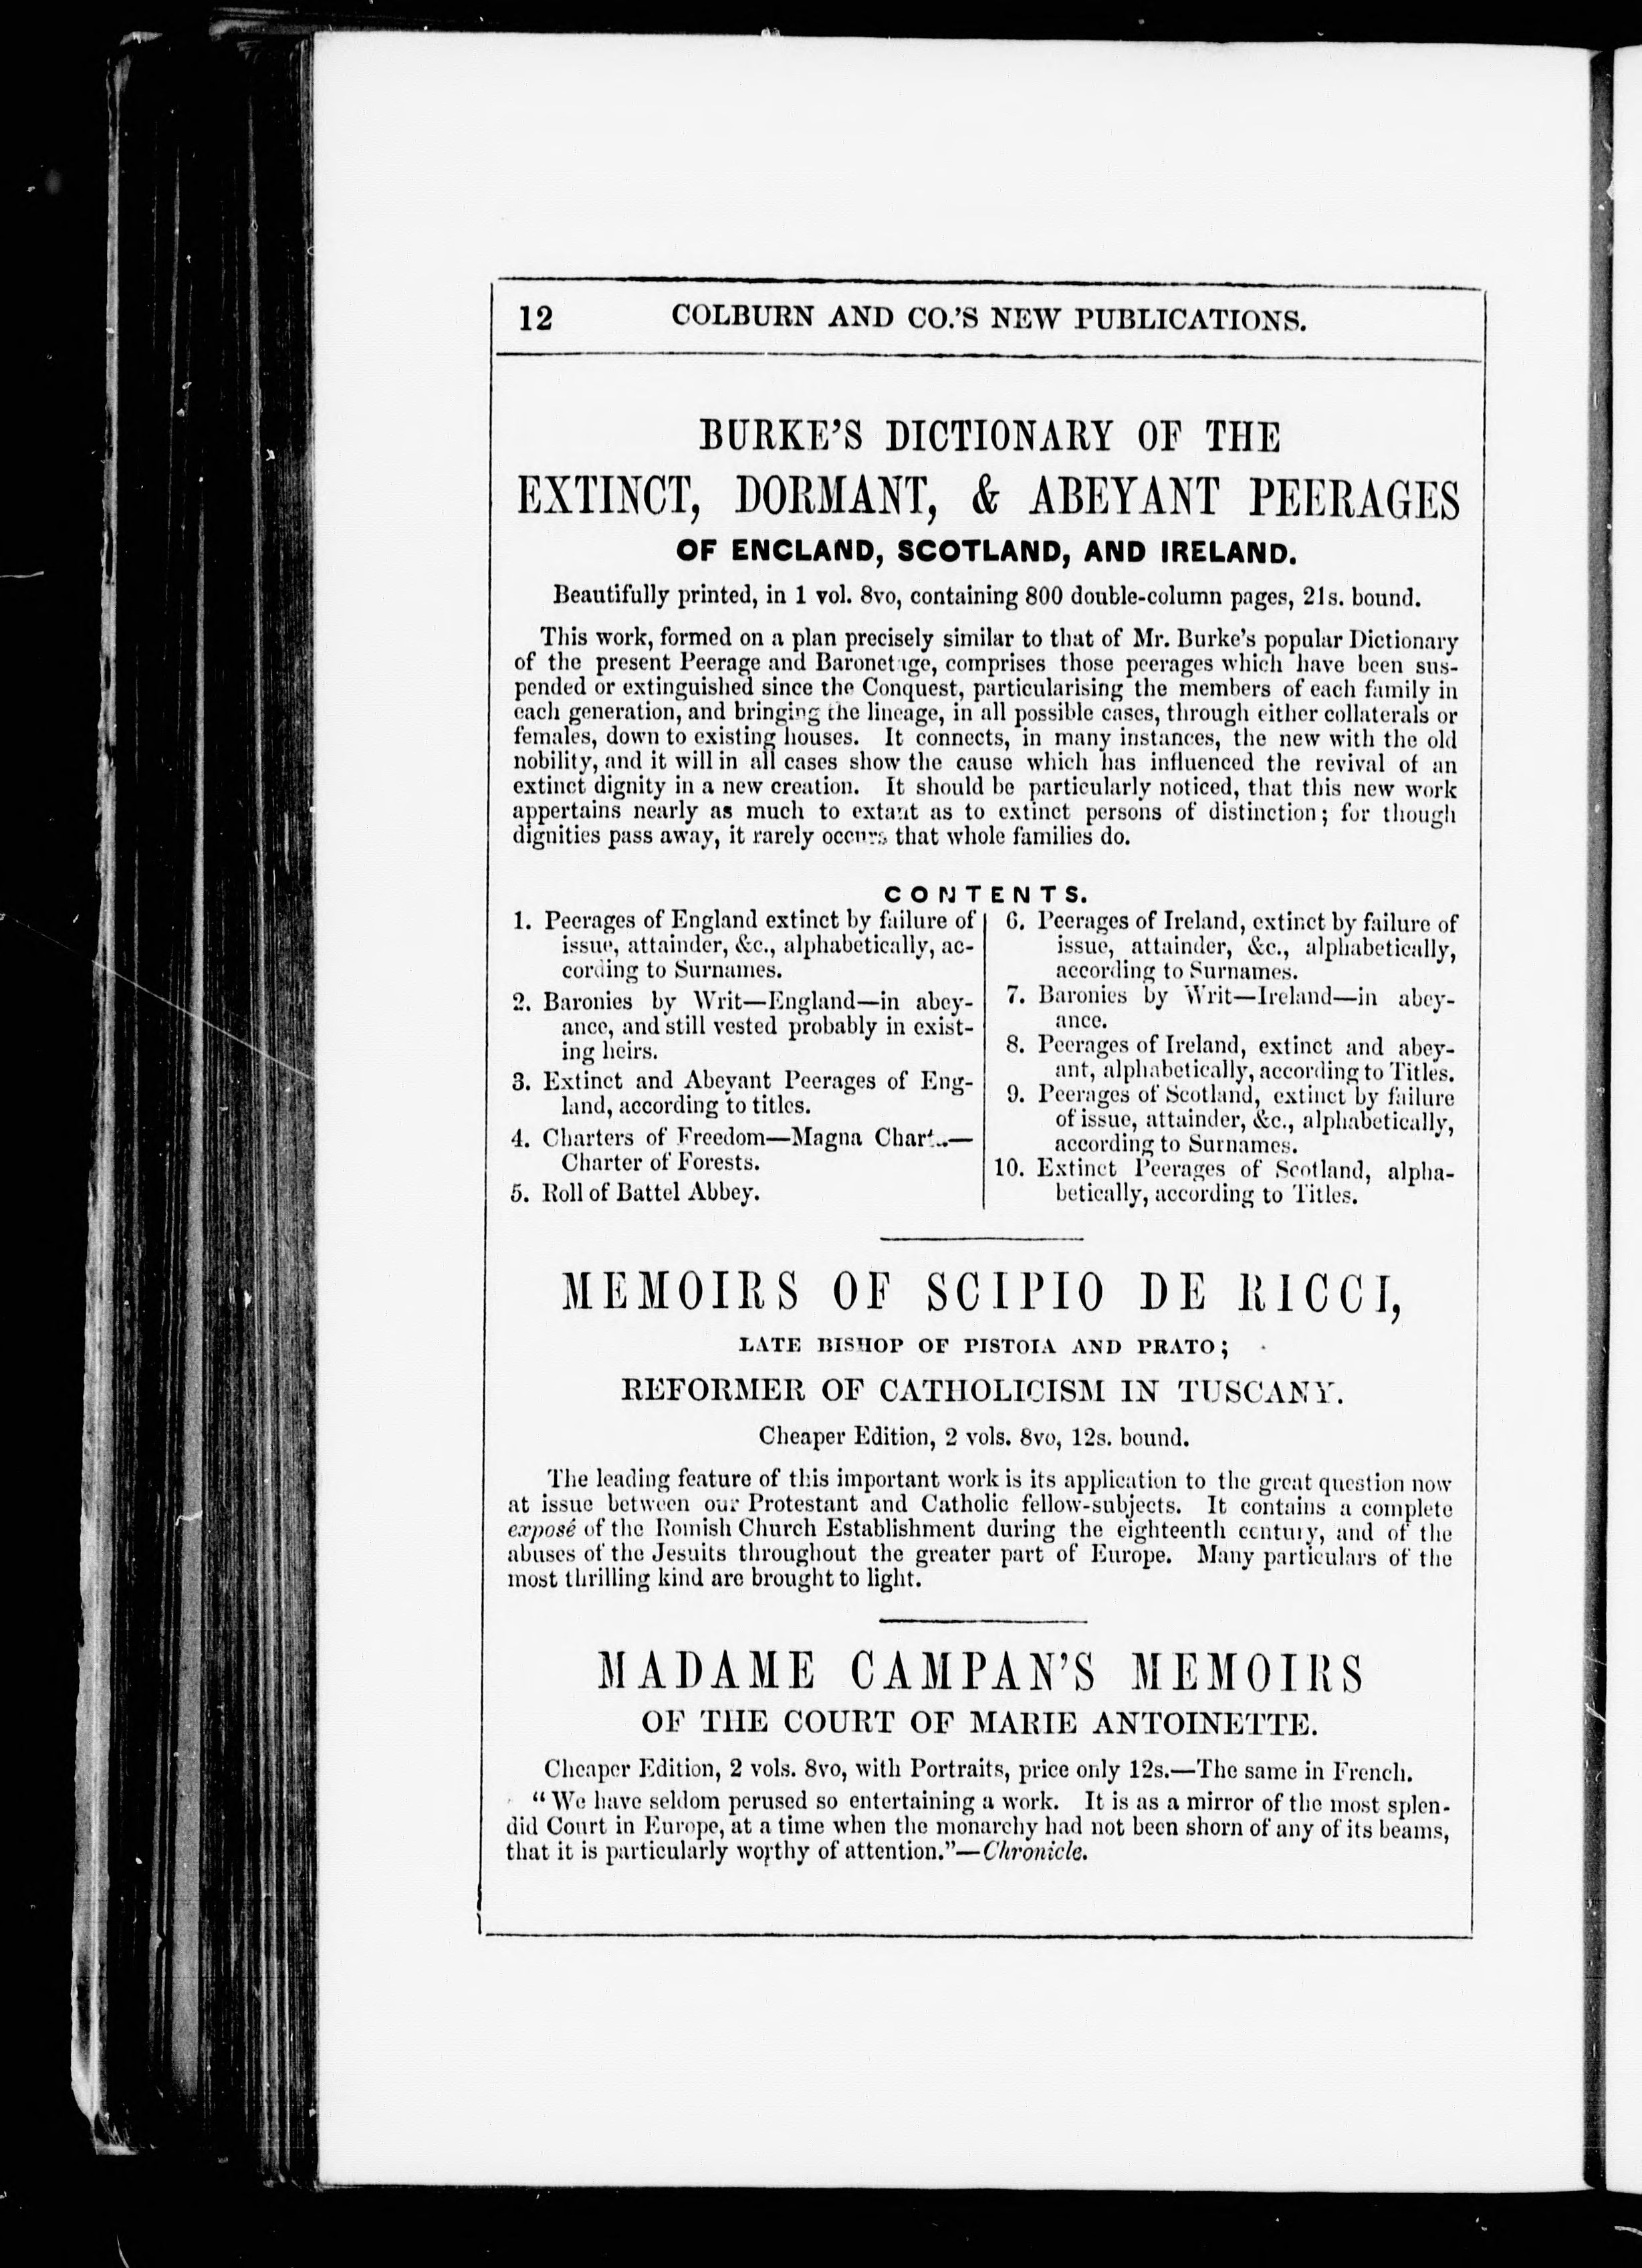 12 COLBURN AND CO.'S NEW PUBLICATIONS.
BURKE'S DICTIONARY OF THE
EXTINCT, DORMANT, & ABEYANT PEERAGES
OF ENGLAND, SCOTLAND, AND IRELAND.
Beautifully printed, in 1 vol. 8vo, containing 800 double-column pages, 21s. bound.
This work, formed on a plan precisely similar to that of Mr. Burke's popular Dictionary
of the present Peerage and Baronetage, comprises those peerages which have been sus-
pended or extinguished since the Conquest, particularising the members of each family in
each generation, and bringing the lineage, in all possible cases, through either collaterals or
females, down to existing houses. It connects, in many instances, the new with the old
nobility, and it will in all cases show the cause which has influenced the revival of an
extinct dignity in a new creation. It should be particularly noticed, that this new work
appertains nearly as much to extant as to extinct persons of distinction; for though
dignities pass away, it rarely occurs that whole families do.
CONTENTS.
1. Peerages of England extinct by failure of
issue, attainder, &c., alphabetically, ac-
cording to Surnames.
2. Baronies by Writ—England—in abey-
ance, and still vested probably in exist-
ing heirs.
3. Extinct and Abeyant Peerages of Eng-
land, according to titles.
4. Charters of Freedom—Magna Charta—
Charter of Forests.
5. Roll of Battel Abbey.
6. Peerages of Ireland, extinct by failure of
issue, attainder, &c., alphabetically,
according to Surnames.
7. Baronies by Writ—Ireland—in abey-
ance.
8. Peerages of Ireland, extinct and abey-
ant, alphabetically, according to Titles.
9. Peerages of Scotland, extinct by failure
of issue, attainder, &c., alphabetically,
according to Surnames.
10. Extinct Peerages of Scotland, alpha-
betically, according to Titles.
MEMOIRS OF SCIPIO DE RICCI,
LATE BISHOP OF PISTOIA AND PRATO;
REFORMER OF CATHOLICISM IN TUSCANY.
Cheaper Edition, 2 vols. 8vo, 12s. bound.
The leading feature of this important work is its application to the great question now
at issue between our Protestant and Catholic fellow-subjects. It contains a complete
exposé of the Romish Church Establishment during the eighteenth century, and of the
abuses of the Jesuits throughout the greater part of Europe. Many particulars of the
most thrilling kind are brought to light.
MADAME CAMPAN'S MEMOIRS
OF THE COURT OF MARIE ANTOINETTE.
Cheaper Edition, 2 vols. 8vo, with Portraits, price only 12s.—The same in French.
"We have seldom perused so entertaining a work. It is as a mirror of the most splen-
did Court in Europe, at a time when the monarchy had not been shorn of any of its beams,
that it is particularly worthy of attention."—Chronicle.